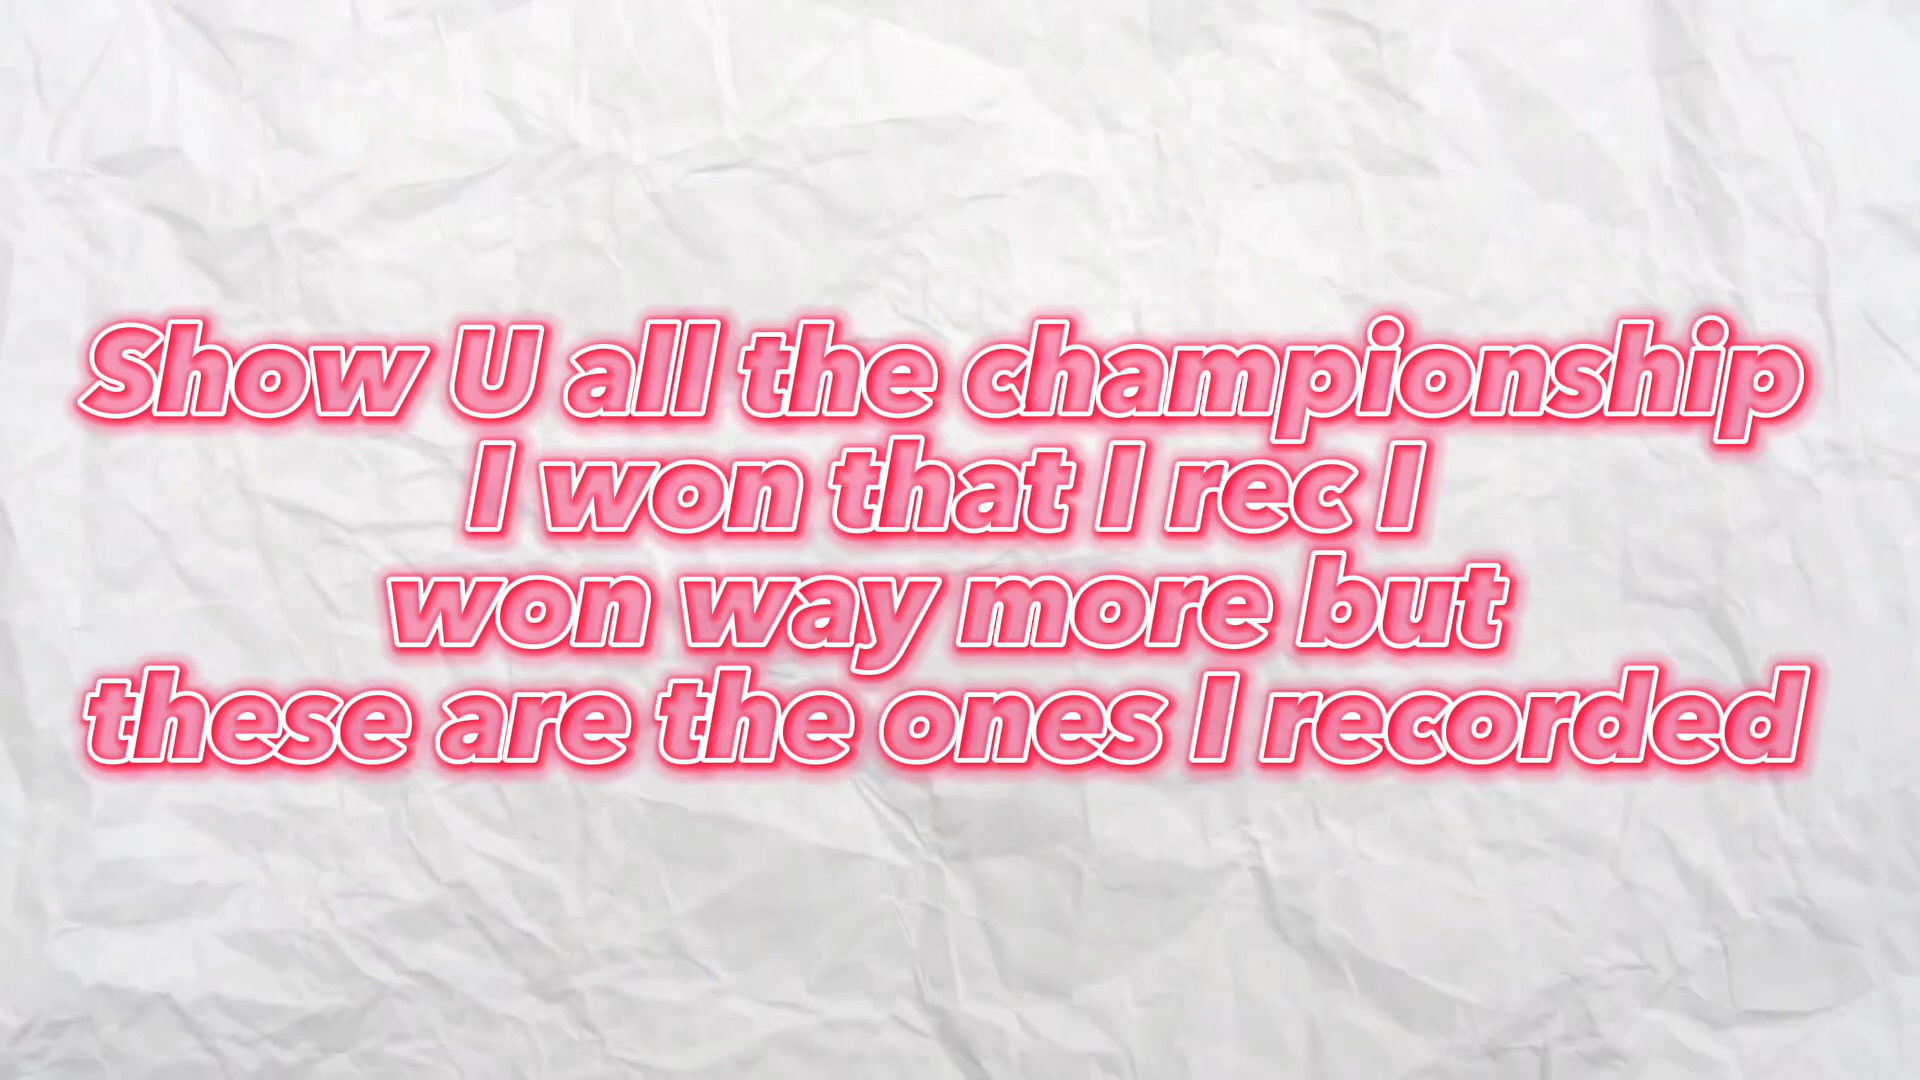 Show U all the championship
I won that I rec I
won way more but
these are the ones I recorded